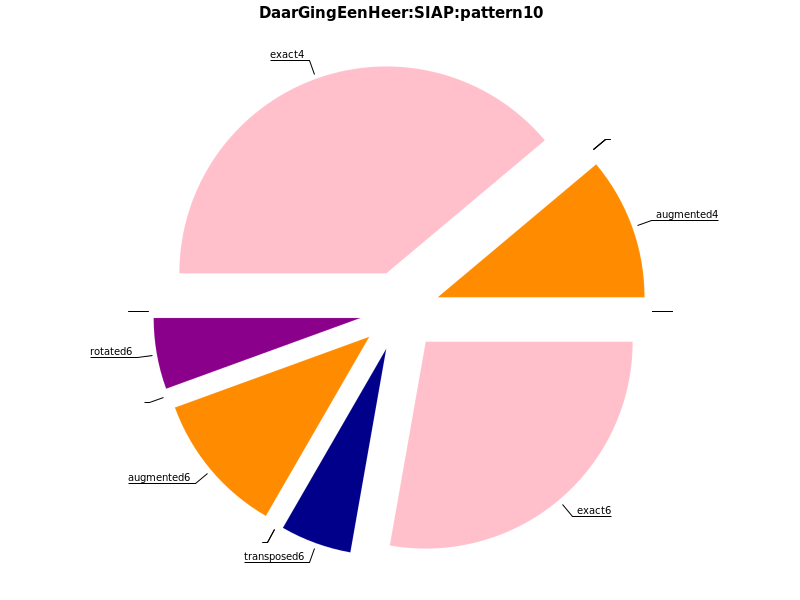 DaarGingEenHeer:SIAP:pattern10
exact4
augmented4
rotated6
augmented6
exact6
transposed6